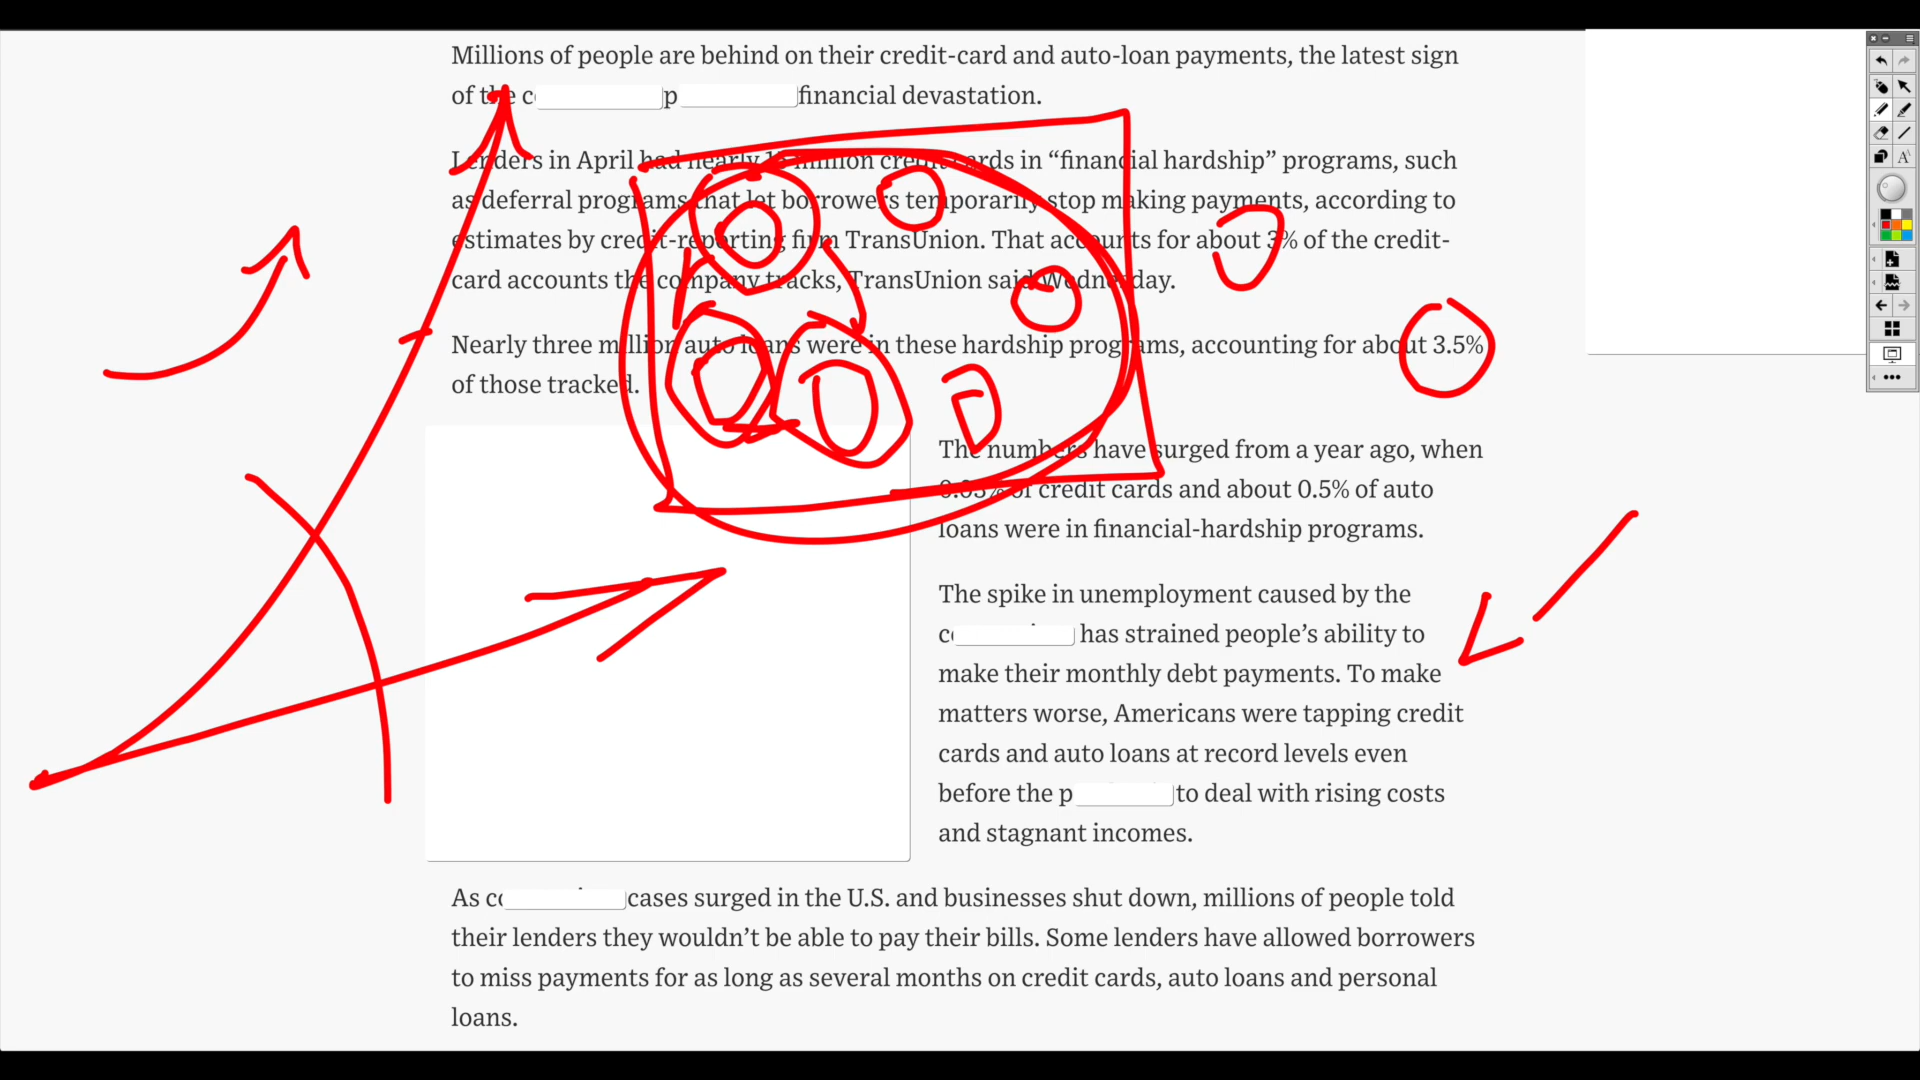 Millions of people are behind on their credit-card and auto-loan payments, the latest sign
of the c p financial devastation.
Lenders in April had nearly 15 million credit cards in “financial hardship” programs, such
as deferral programs that let borrowers temporarily stop making payments, according to
estimates by credit-reporting firm TransUnion. That accounts for about 3% of the credit-
card accounts the company tracks, TransUnion said Wednesday.
Nearly three million auto loans were in these hardship programs, accounting for about 3.5%
of those tracked.
The numbers have surged from a year ago, when
0.03% of credit cards and about 0.5% of auto
loans were in financial-hardship programs.
The spike in unemployment caused by the
c has strained people’s ability to
make their monthly debt payments. To make
matters worse, Americans were tapping credit
cards and auto loans at record levels even
before the p to deal with rising costs
and stagnant incomes.
As co cases surged in the U.S. and businesses shut down, millions of people told
their lenders they wouldn’t be able to pay their bills. Some lenders have allowed borrowers
to miss payments for as long as several months on credit cards, auto loans and personal
loans.